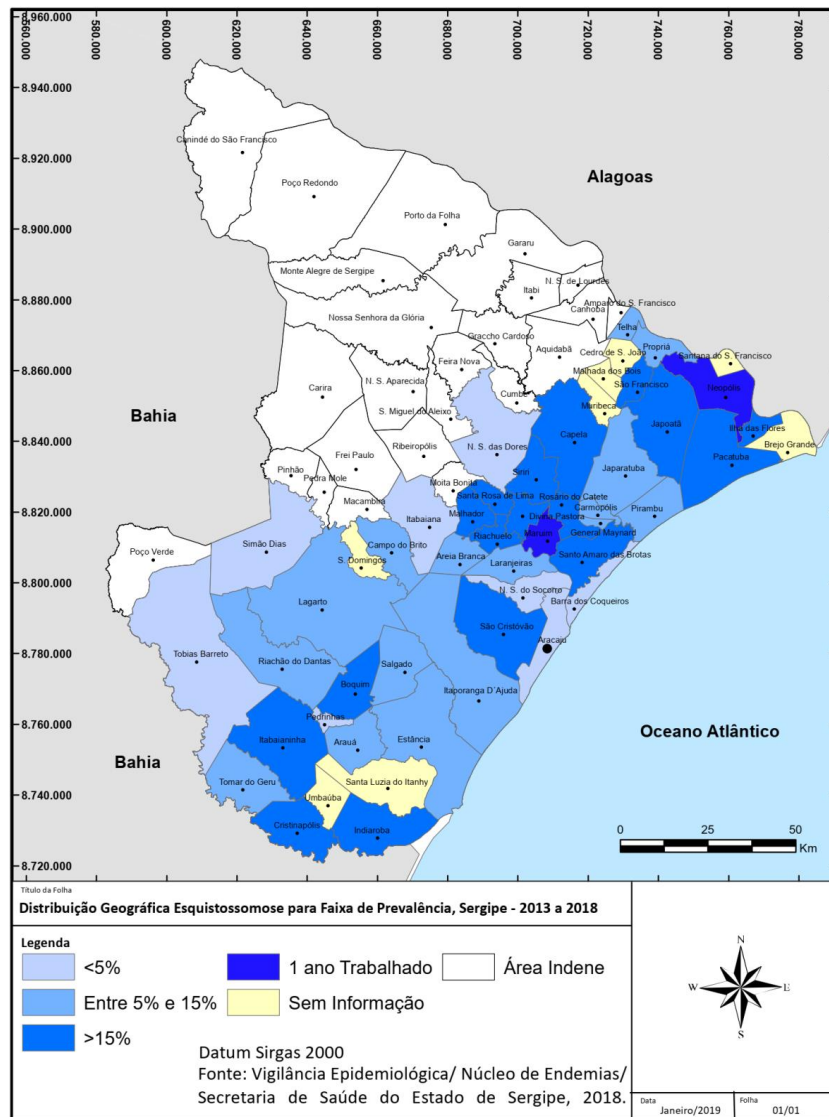 8.960.000
8.940.000
8.920.000
8.900.000
8.880.000
8.860.000
8.840.000
8.820.000
8.800.000
8.780.000
8.760.000
8.740.000
8.720.000
560.000
580.000
600.000
620.000
640.000
660.000
680.000
700.000
720.000
740.000
760.000
780.000
Canindé do São Francisco
Poço Redondo
Alagoas
Porto da Folha
Gararu
Monte Alegre de Sergipe
N. S. de Lourdes
Itabi
Amparo do S. Francisco
Canhoba
Nossa Senhora da Glória
Telha
Graccho Cardoso
Propriá
Aquidabã
Cedro de S. João
Santana do S. Francisco
Feira Nova
Malhada dos Bois
São Francisco
Neópolis
Carira
N. S. Aparecida
Cumbe
S. Miguel do Aleixo
Muribeca
Bahia
Japoatã
Ilha das Flores
Capela
Brejo Grande
Ribeirópolis
N. S. das Dores
Pacatuba
Frei Paulo
Pinhão
Pedra Mole
Moita Bonita
Siriri
Japaratuba
Santa Rosa de Lima
Rosário do Catete
Macambira
Malhador
Divina Pastora
Carmópolis
Pirambu
Itabaiana
General Maynard
Maruim
Riachuelo
Simão Dias
Campo do Brito
Poço Verde
S. Domingos
Areia Branca
Laranjeiras
Santo Amaro das Brotas
N. S. do Socorro
Barra dos Coqueiros
Lagarto
São Cristóvão
Aracaju
Tobias Barreto
Riachão do Dantas
Salgado
Boquim
Itaporanga D´Ajuda
Pedrinhas
Oceano Atlântico
Itabaianinha
Arauá
Estância
Bahia
Tomar do Geru
Santa Luzia do Itanhy
Umbaúba
Cristinapólis
Indiaroba
0 25 50
Km
Título da Folha
Distribuição Geográfica Esquistossomose para Faixa de Prevalência, Sergipe - 2013 a 2018
Legenda
<5%
1 ano Trabalhado
Área Indene
Entre 5% e 15%
Sem Informação
>15%
Datum Sirgas 2000
Fonte: Vigilância Epidemiológica/ Núcleo de Endemias/
Secretaria de Saúde do Estado de Sergipe, 2018.
N
W
E
S
Data
Janeiro/2019
Folha
01/01